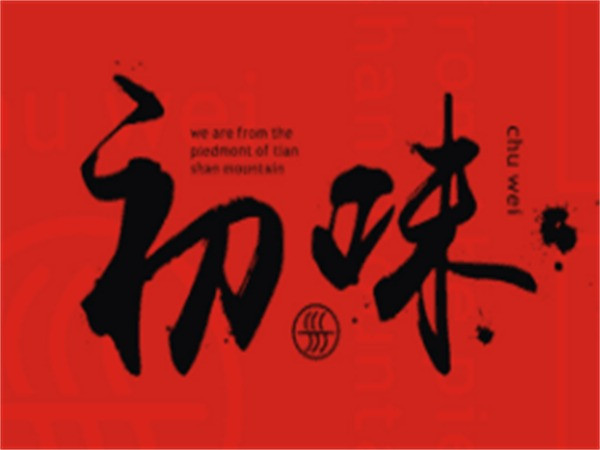 初味
we are from the
piedmont of tian
shan mountain
chu wei